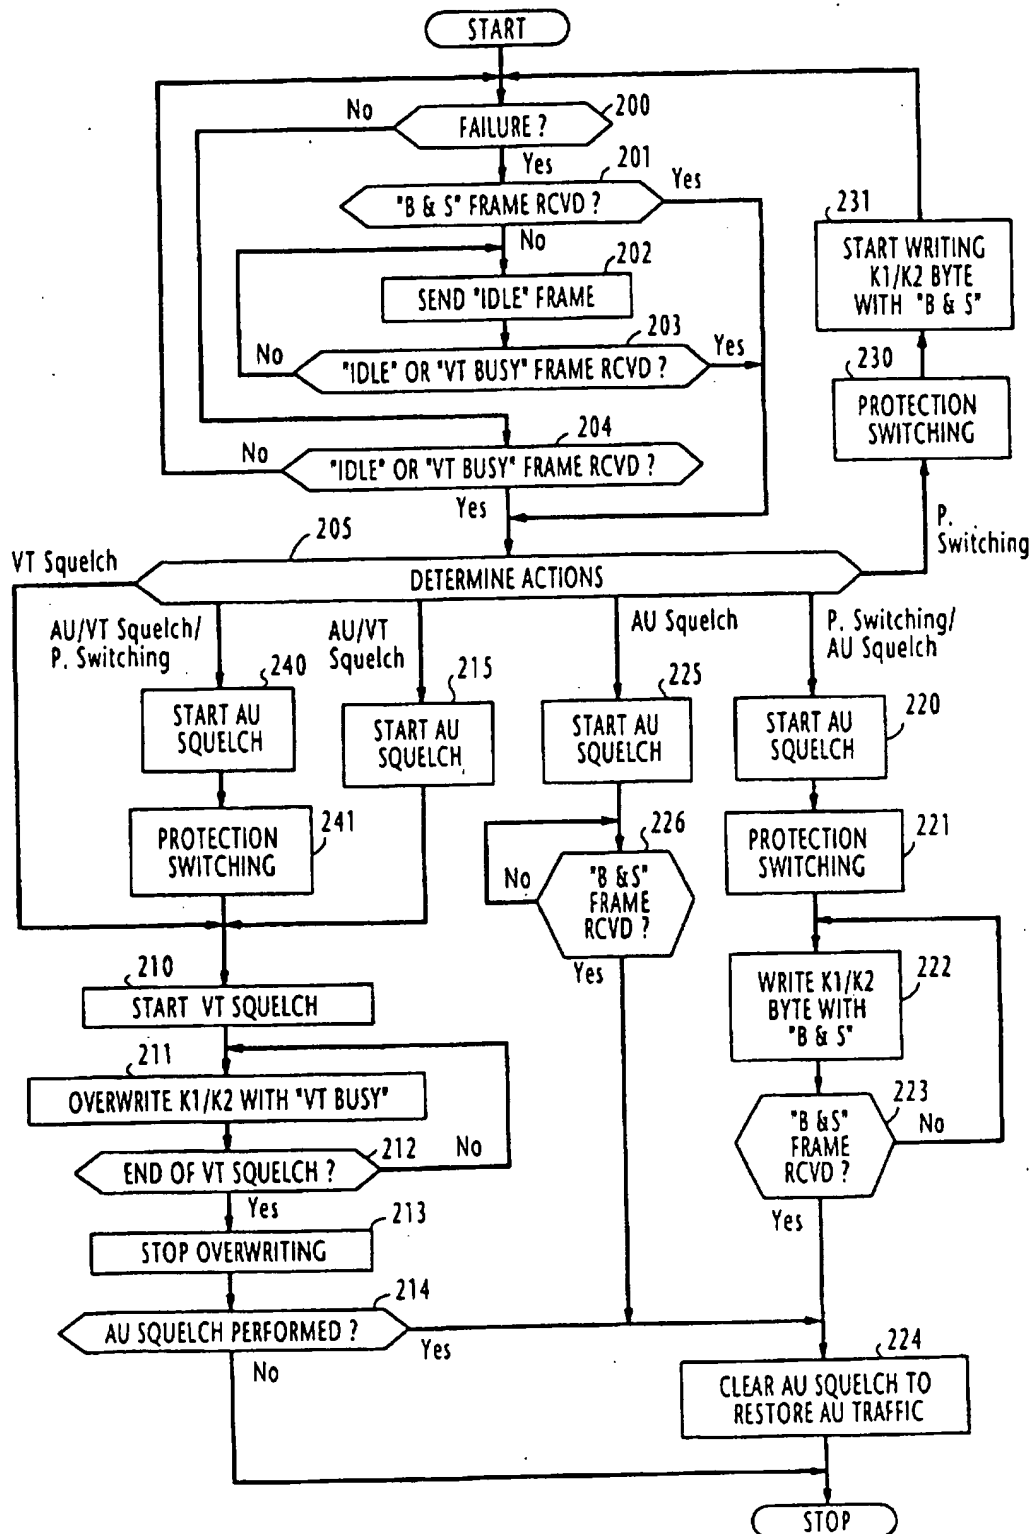 START
No
200
FAILURE ?
Yes
201
Yes
"B & S" FRAME RCVD ?
No
202
SEND "IDLE" FRAME
203
No
Yes
"IDLE" OR "VT BUSY" FRAME RCVD ?
204
No
"IDLE" OR "VT BUSY" FRAME RCVD ?
Yes
231
START WRITING
K1/K2 BYTE
WITH "B & S"
230
PROTECTION
SWITCHING
P.
Switching
205
VT Squelch
DETERMINE ACTIONS
AU/VT Squelch/
P. Switching
AU/VT
Squelch
AU Squelch
P. Switching/
AU Squelch
240
START AU
SQUELCH
215
START AU
SQUELCH
225
START AU
SQUELCH
220
START AU
SQUELCH
241
PROTECTION
SWITCHING
226
No
"B &S"
FRAME
RCVD ?
Yes
221
PROTECTION
SWITCHING
210
START VT SQUELCH
222
WRITE K1/K2
BYTE WITH
"B & S"
211
OVERWRITE K1/K2 WITH "VT BUSY"
223
"B &S"
FRAME
RCVD ?
No
Yes
212
No
END OF VT SQUELCH ?
Yes
213
STOP OVERWRITING
214
AU SQUELCH PERFORMED ?
Yes
No
224
CLEAR AU SQUELCH TO
RESTORE AU TRAFFIC
STOP